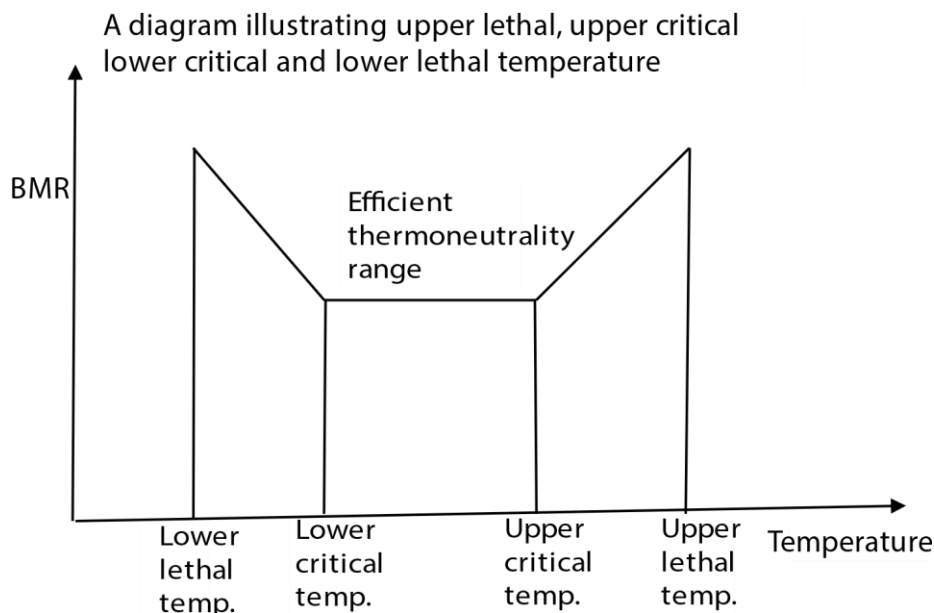 A diagram illustrating upper lethal, upper critical
lower critical and lower lethal temperature
BMR
Efficient
thermoneutrality
range
Lower
lethal
temp.
Lower
critical
temp.
Upper
critical
temp.
Upper
lethal
temp.
Temperature